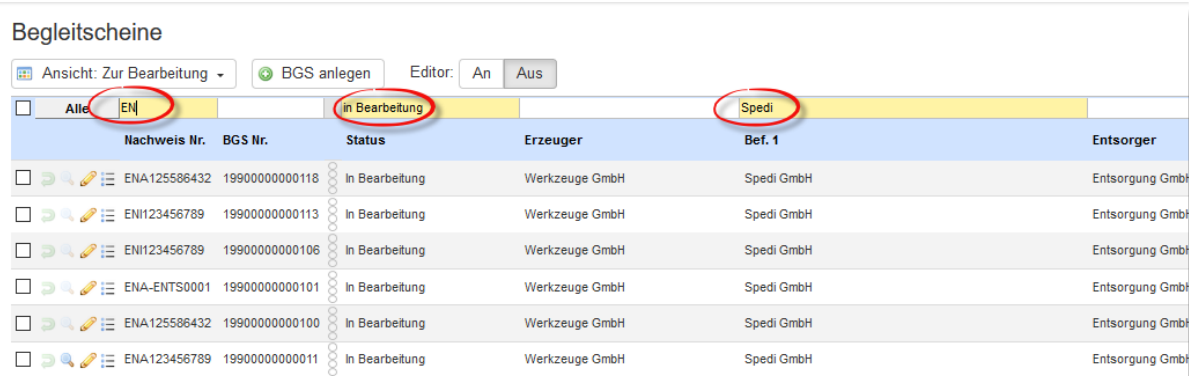 Begleitscheine
Ansicht: Zur Bearbeitung BGS anlegen Editor: An Aus
Alle EN in Bearbeitung Spedi
Nachweis Nr. BGS Nr. Status Erzeuger Bef. 1 Entsorger
ENA125586432 19900000000118 In Bearbeitung Werkzeuge GmbH Spedi GmbH Entsorgung GmbH
ENI123456789 19900000000113 In Bearbeitung Werkzeuge GmbH Spedi GmbH Entsorgung GmbH
ENI123456789 19900000000106 In Bearbeitung Werkzeuge GmbH Spedi GmbH Entsorgung GmbH
ENA-ENTS0001 19900000000101 In Bearbeitung Werkzeuge GmbH Spedi GmbH Entsorgung GmbH
ENA125586432 19900000000100 In Bearbeitung Werkzeuge GmbH Spedi GmbH Entsorgung GmbH
ENA123456789 19900000000011 In Bearbeitung Werkzeuge GmbH Spedi GmbH Entsorgung GmbH